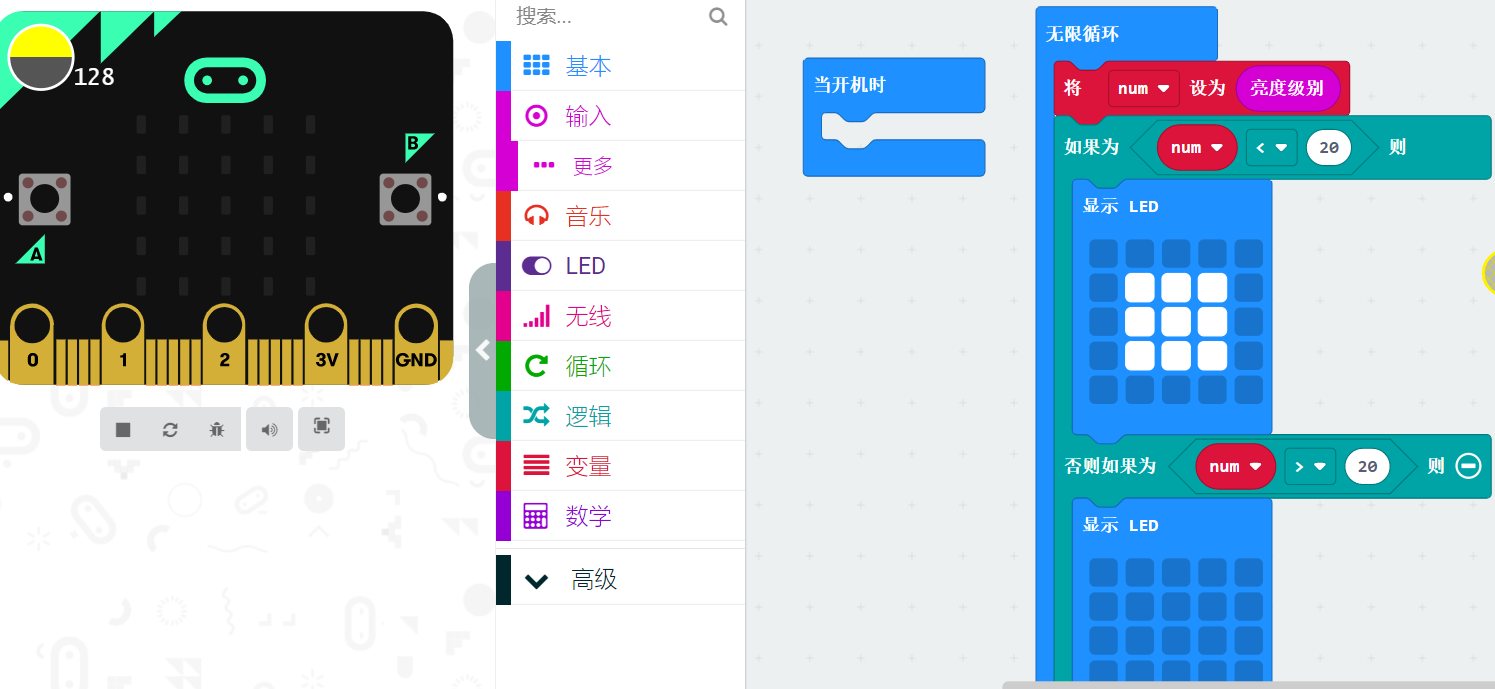 128
B
A
0 1 2 3V GND
搜索...
基本
输入
更多
音乐
LED
无线
循环
逻辑
变量
数学
高级
当开机时
无限循环
将 num 设为 亮度级别
如果为 num < 20 则
显示 LED
否则如果为 num > 20 则
显示 LED